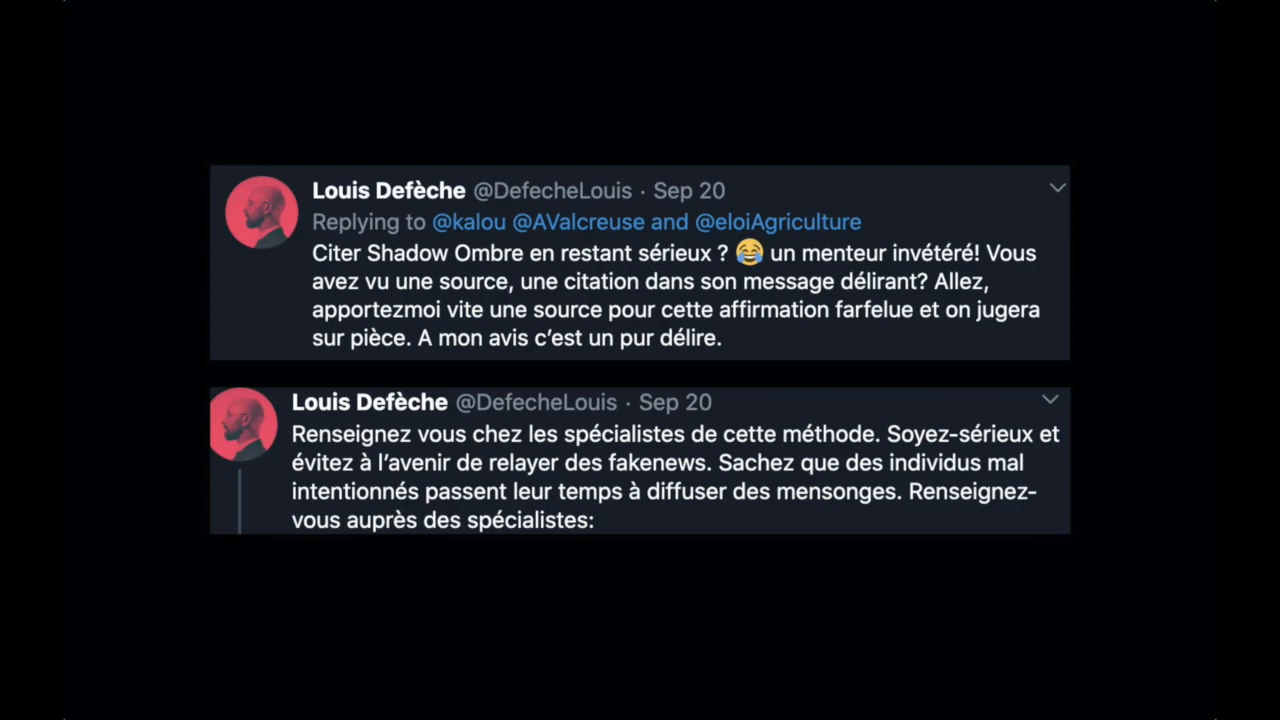 Louis Defèche @DefecheLouis · Sep 20
Replying to @kalou @AValcreuse and @eloiAgriculture
Citer Shadow Ombre en restant sérieux ? 😂 un menteur invétéré! Vous
avez vu une source, une citation dans son message délirant? Allez,
apportezmoi vite une source pour cette affirmation farfelue et on jugera
sur pièce. A mon avis c’est un pur délire.
Louis Defèche @DefecheLouis · Sep 20
Renseignez vous chez les spécialistes de cette méthode. Soyez-sérieux et
évitez à l’avenir de relayer des fakenews. Sachez que des individus mal
intentionnés passent leur temps à diffuser des mensonges. Renseignez-
vous auprès des spécialistes: